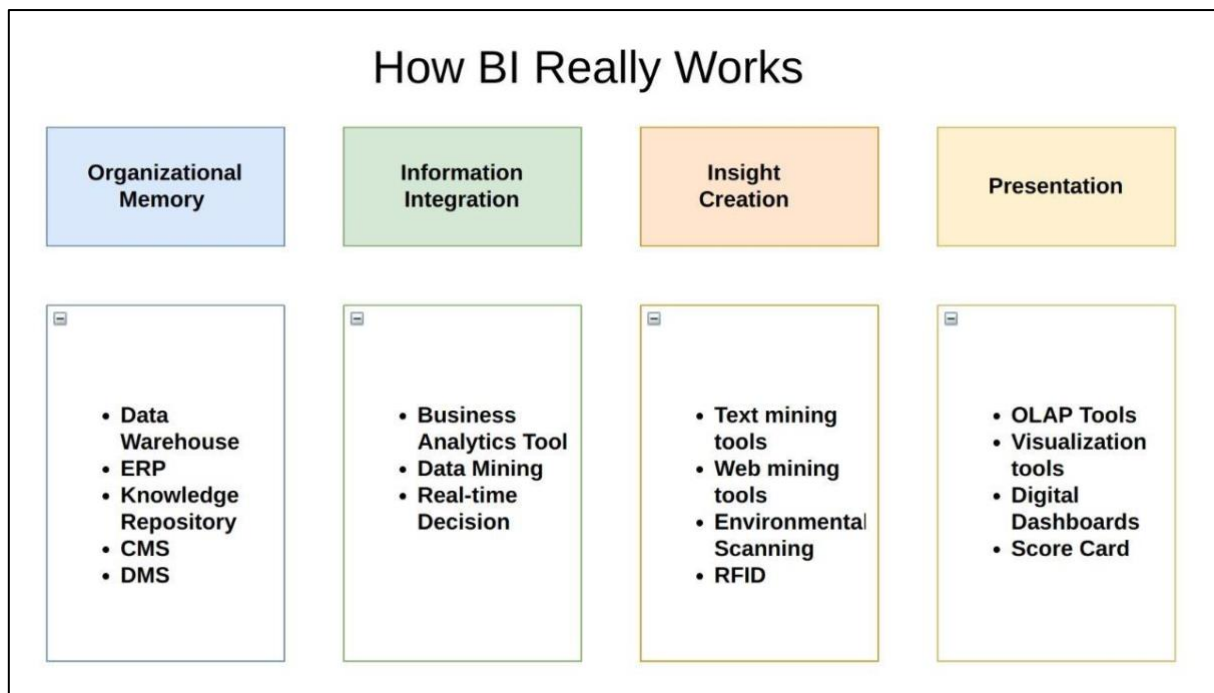 How BI Really Works
Organizational
Memory
Information
Integration
Insight
Creation
Presentation
• Data
Warehouse
• ERP
• Knowledge
Repository
• CMS
• DMS
• Business
Analytics Tool
• Data Mining
• Real-time
Decision
• Text mining
tools
• Web mining
tools
• Environmental
Scanning
• RFID
• OLAP Tools
• Visualization
tools
• Digital
Dashboards
• Score Card